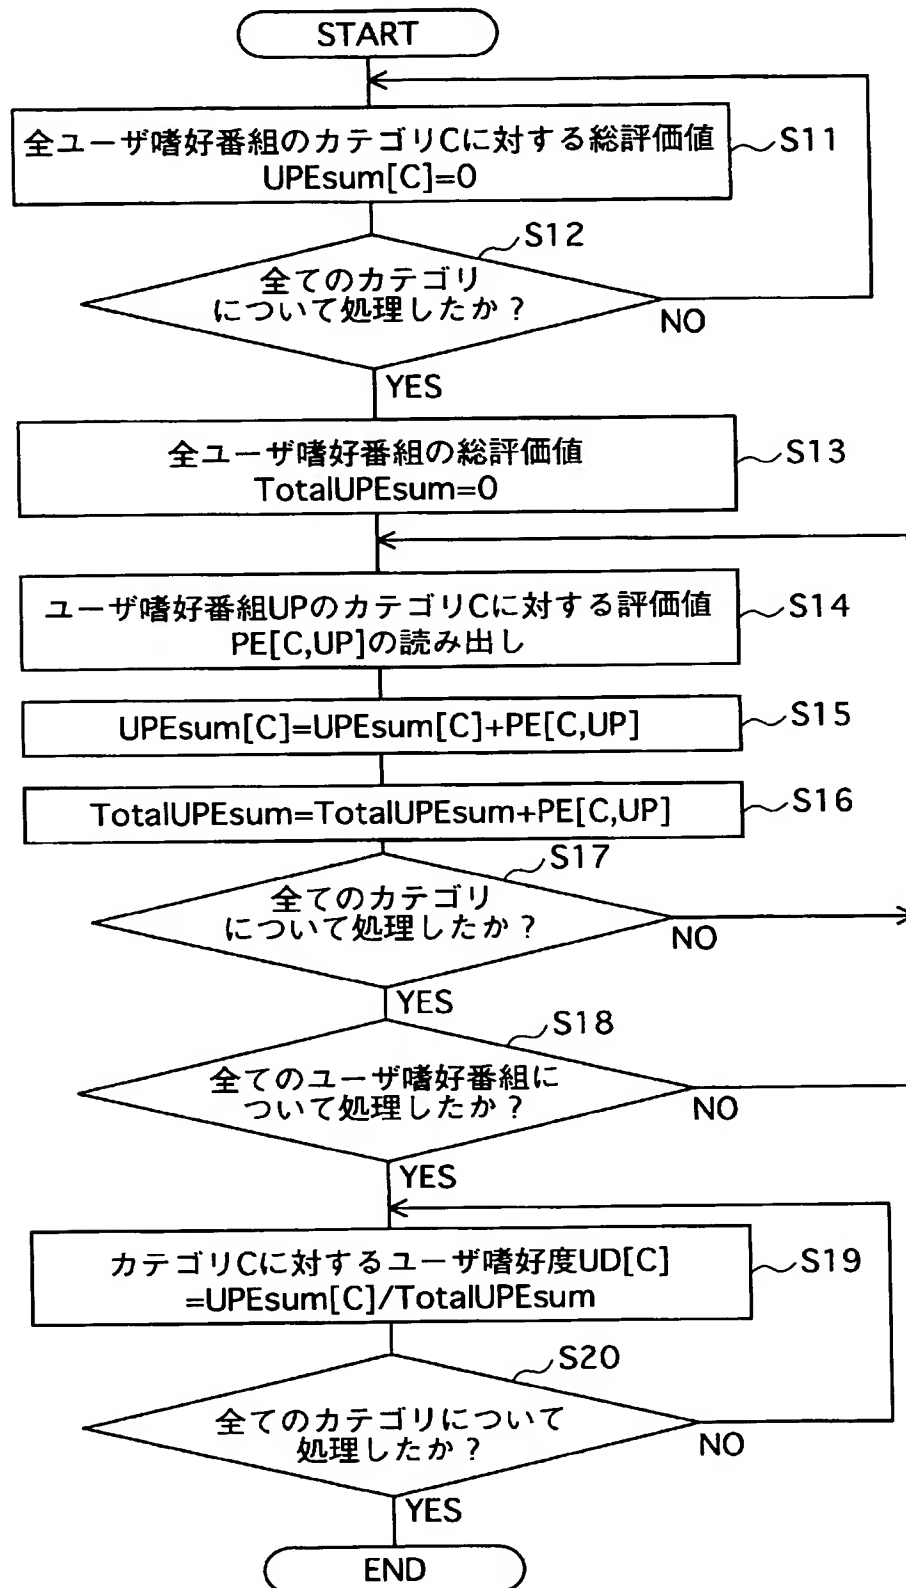 START
全ユーザ嗜好番組のカテゴリCに対する総評価値
UPEsum[C]=0
S11
S12
全てのカテゴリ
について処理したか？
NO
YES
全ユーザ嗜好番組の総評価値
TotalUPEsum=0
S13
ユーザ嗜好番組UPのカテゴリCに対する評価値
PE[C,UP]の読み出し
S14
UPEsum[C]=UPEsum[C]+PE[C,UP]
S15
TotalUPEsum=TotalUPEsum+PE[C,UP]
S16
S17
全てのカテゴリ
について処理したか？
NO
YES
S18
全てのユーザ嗜好番組に
ついて処理したか？
NO
YES
カテゴリCに対するユーザ嗜好度UD[C]
=UPEsum[C]/TotalUPEsum
S19
S20
全てのカテゴリについて
処理したか？
NO
YES
END